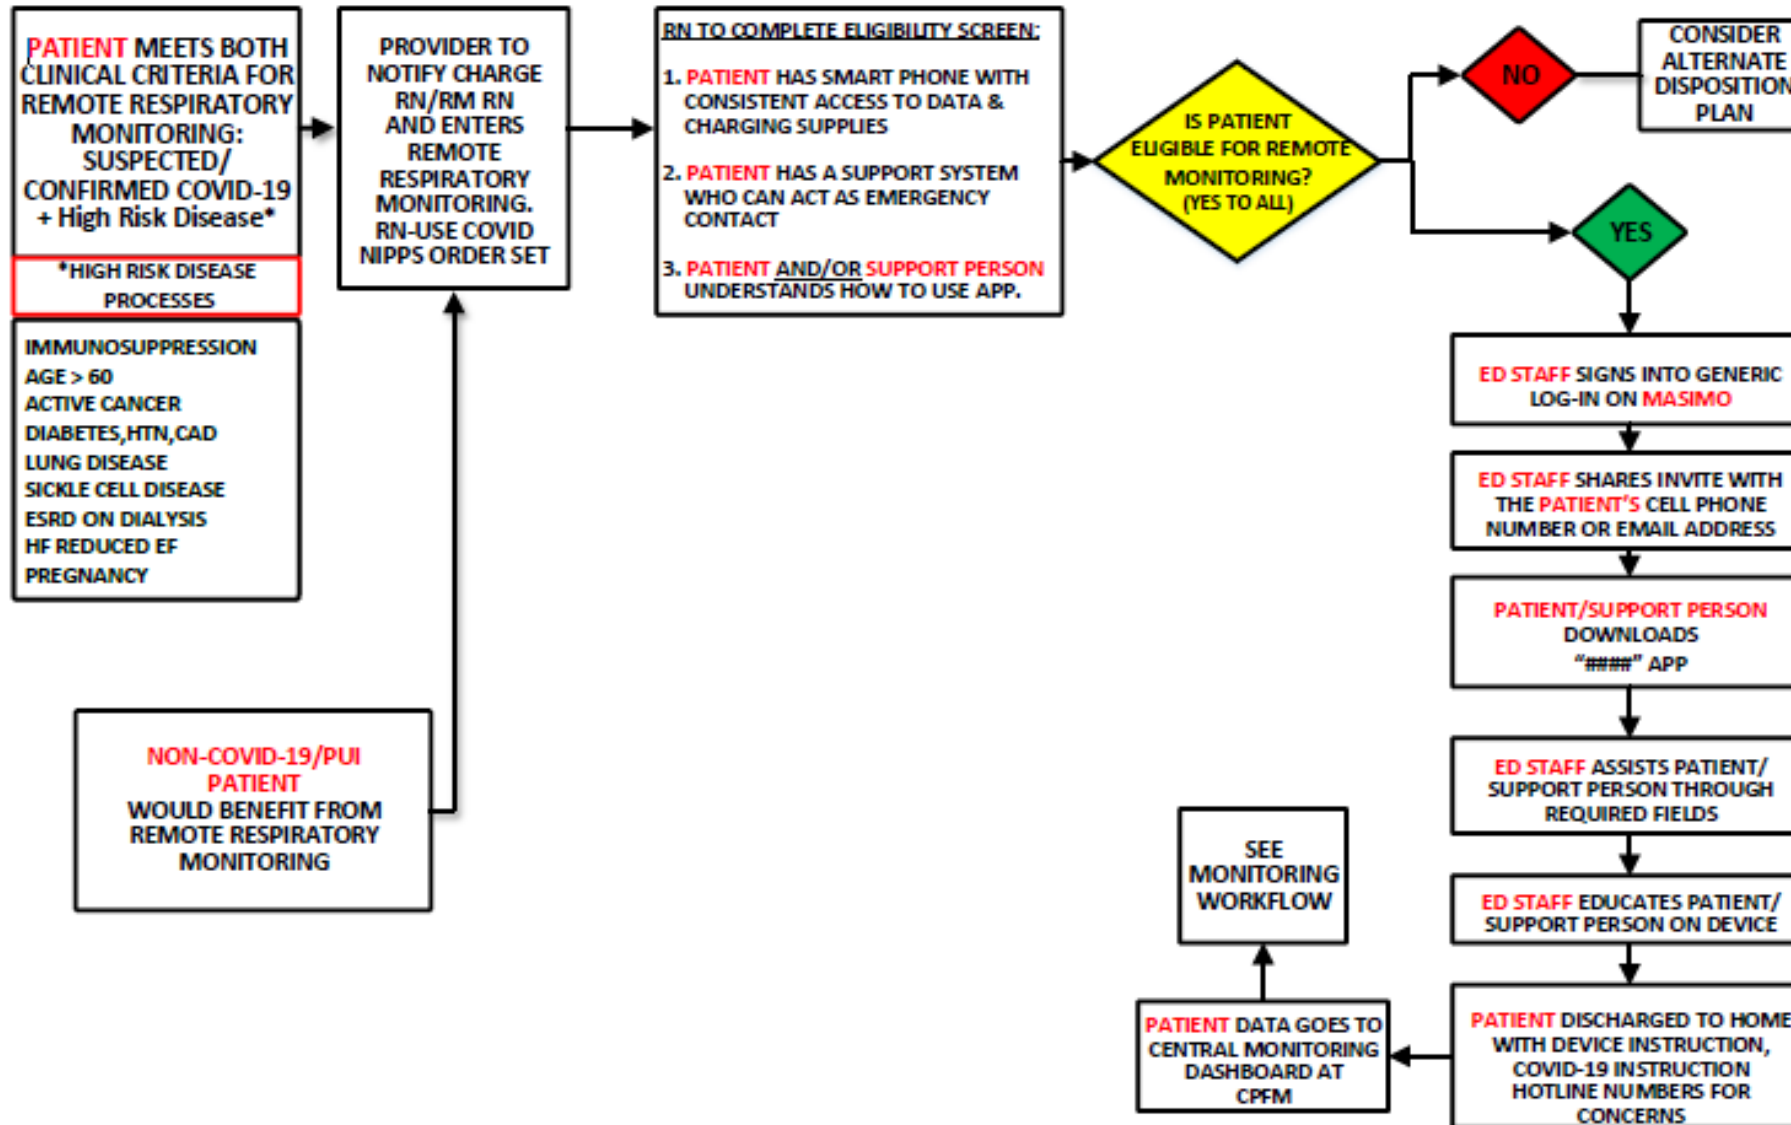 PATIENT MEETS BOTH
CLINICAL CRITERIA FOR
REMOTE RESPIRATORY
MONITORING:
SUSPECTED/
CONFIRMED COVID-19
+ High Risk Disease*
*HIGH RISK DISEASE
PROCESSES
IMMUNOSUPPRESSION
AGE > 60
ACTIVE CANCER
DIABETES,HTN,CAD
LUNG DISEASE
SICKLE CELL DISEASE
ESRD ON DIALYSIS
HF REDUCED EF
PREGNANCY
NON-COVID-19/PUI
PATIENT
WOULD BENEFIT FROM
REMOTE RESPIRATORY
MONITORING
PROVIDER TO
NOTIFY CHARGE
RN/RM RN
AND ENTERS
REMOTE
RESPIRATORY
MONITORING.
RN-USE COVID
NIPPS ORDER SET
RN TO COMPLETE ELIGIBILITY SCREEN:
1. PATIENT HAS SMART PHONE WITH
CONSISTENT ACCESS TO DATA &
CHARGING SUPPLIES
2. PATIENT HAS A SUPPORT SYSTEM
WHO CAN ACT AS EMERGENCY
CONTACT
3. PATIENT AND/OR SUPPORT PERSON
UNDERSTANDS HOW TO USE APP.
IS PATIENT
ELIGIBLE FOR REMOTE
MONITORING?
(YES TO ALL)
NO
CONSIDER
ALTERNATE
DISPOSITION
PLAN
YES
ED STAFF SIGNS INTO GENERIC
LOG-IN ON MASIMO
ED STAFF SHARES INVITE WITH
THE PATIENT'S CELL PHONE
NUMBER OR EMAIL ADDRESS
PATIENT/SUPPORT PERSON
DOWNLOADS
"####" APP
ED STAFF ASSISTS PATIENT/
SUPPORT PERSON THROUGH
REQUIRED FIELDS
ED STAFF EDUCATES PATIENT/
SUPPORT PERSON ON DEVICE
PATIENT DISCHARGED TO HOME
WITH DEVICE INSTRUCTION,
COVID-19 INSTRUCTION
HOTLINE NUMBERS FOR
CONCERNS
PATIENT DATA GOES TO
CENTRAL MONITORING
DASHBOARD AT
CPFM
SEE
MONITORING
WORKFLOW